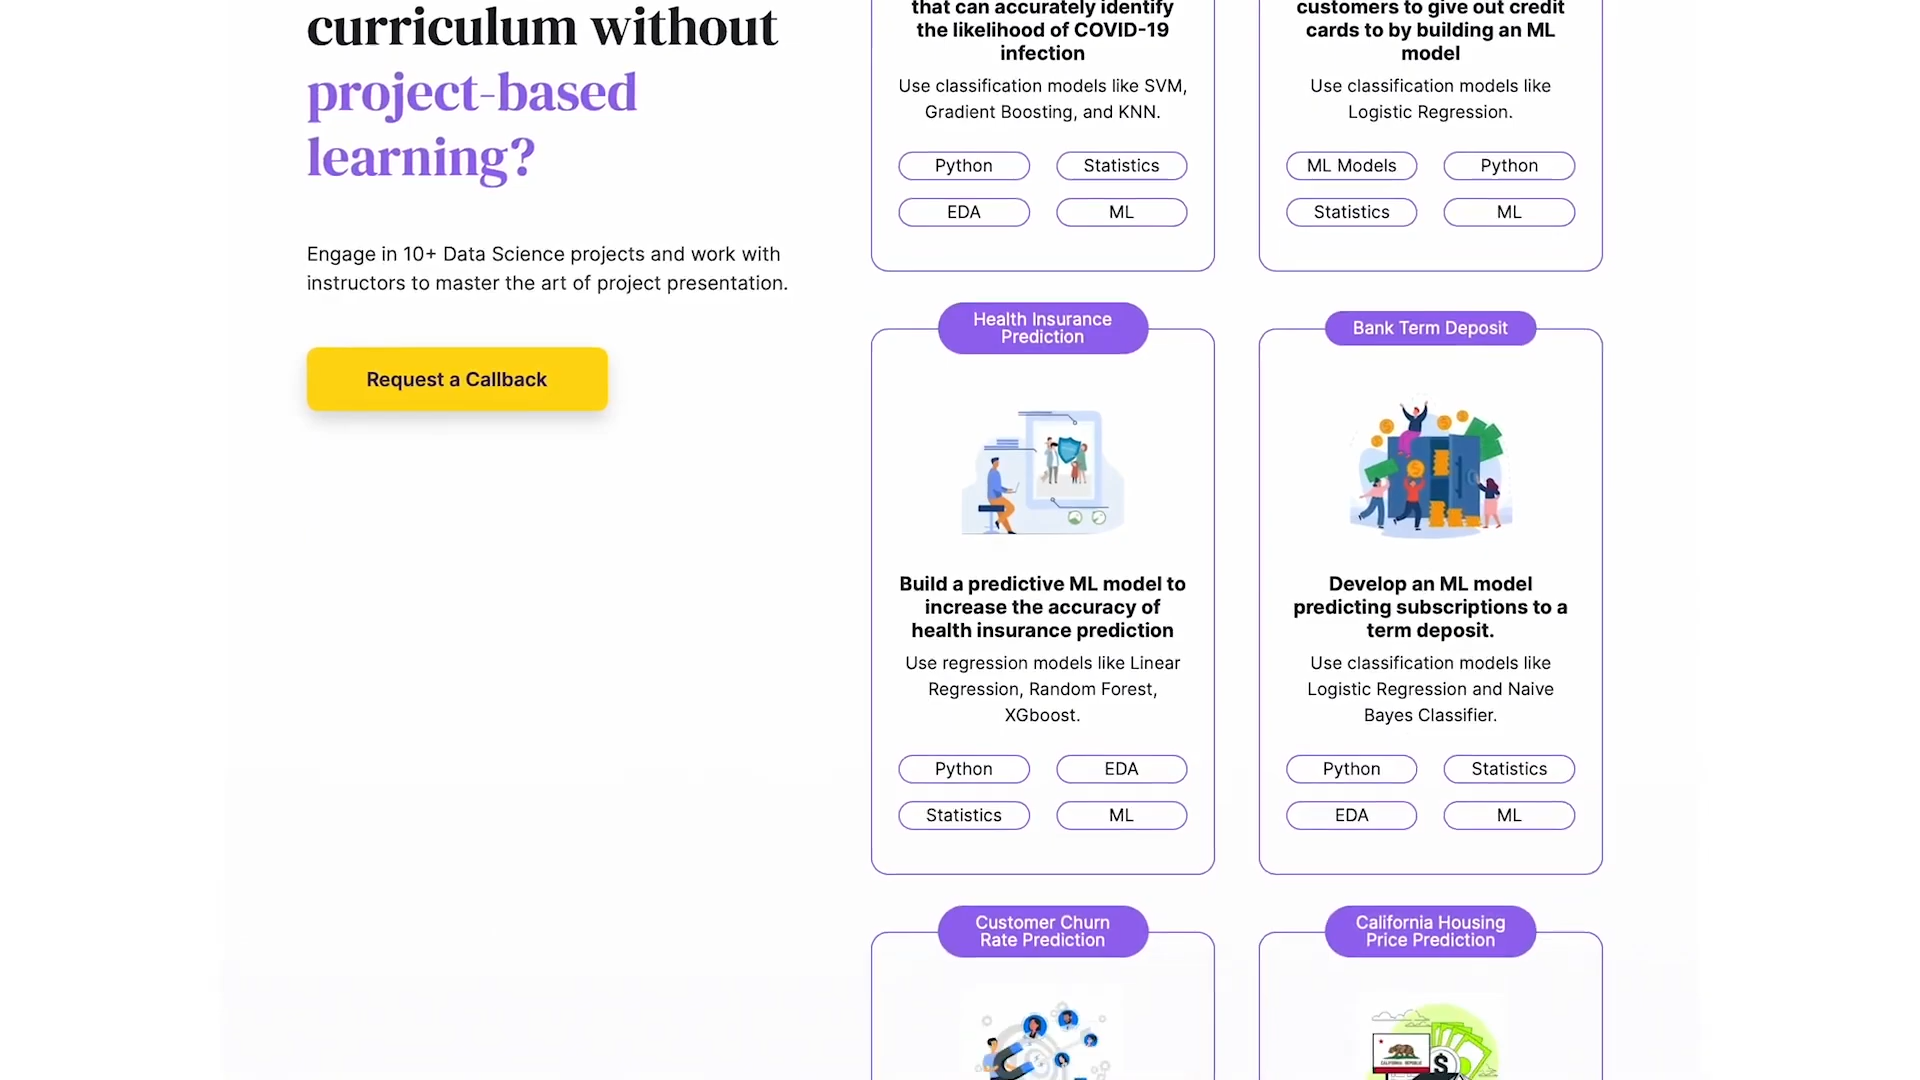 curriculum without
project-based
learning?
Engage in 10+ Data Science projects and work with
instructors to master the art of project presentation.
Request a Callback
that can accurately identify
the likelihood of COVID-19
infection
Use classification models like SVM,
Gradient Boosting, and KNN.
Python
Statistics
EDA
ML
customers to give out credit
cards to by building an ML
model
Use classification models like
Logistic Regression.
ML Models
Python
Statistics
ML
Health Insurance
Prediction
Build a predictive ML model to
increase the accuracy of
health insurance prediction
Use regression models like Linear
Regression, Random Forest,
XGboost.
Python
EDA
Statistics
ML
Bank Term Deposit
Develop an ML model
predicting subscriptions to a
term deposit.
Use classification models like
Logistic Regression and Naive
Bayes Classifier.
Python
Statistics
EDA
ML
Customer Churn
Rate Prediction
California Housing
Price Prediction
CALIFORNIA REPUBLIC
$